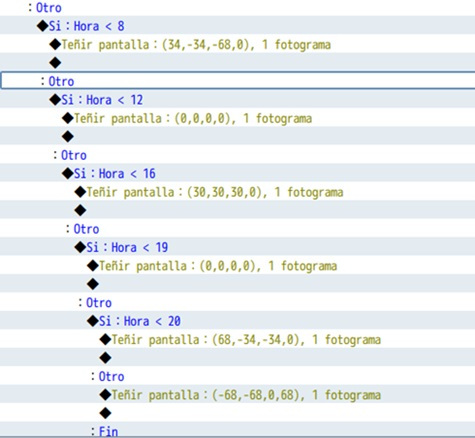 : Otro
◆Si : Hora < 8
◆Teñir pantalla : (34,-34,-68,0), 1 fotograma
◆
: Otro
◆Si : Hora < 12
◆Teñir pantalla : (0,0,0,0), 1 fotograma
◆
: Otro
◆Si : Hora < 16
◆Teñir pantalla : (30,30,30,0), 1 fotograma
◆
: Otro
◆Si : Hora < 19
◆Teñir pantalla : (0,0,0,0), 1 fotograma
◆
: Otro
◆Si : Hora < 20
◆Teñir pantalla : (68,-34,-34,0), 1 fotograma
◆
: Otro
◆Teñir pantalla : (-68,-68,0,68), 1 fotograma
◆
: Fin